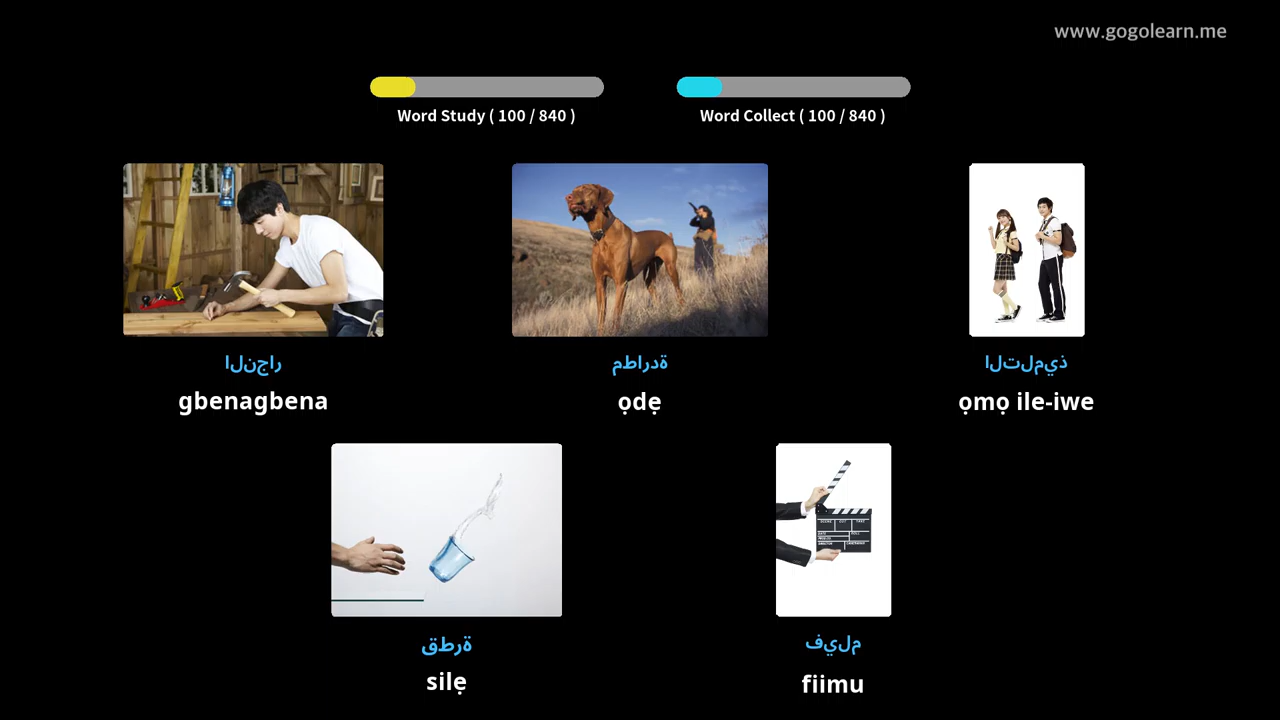 www.gogolearn.me
Word Study ( 100 / 840 )
Word Collect ( 100 / 840 )
النجار
gbenagbena
مطاردة
ọdẹ
التلميذ
ọmọ ile-iwe
قطرة
silẹ
فيلم
fiimu